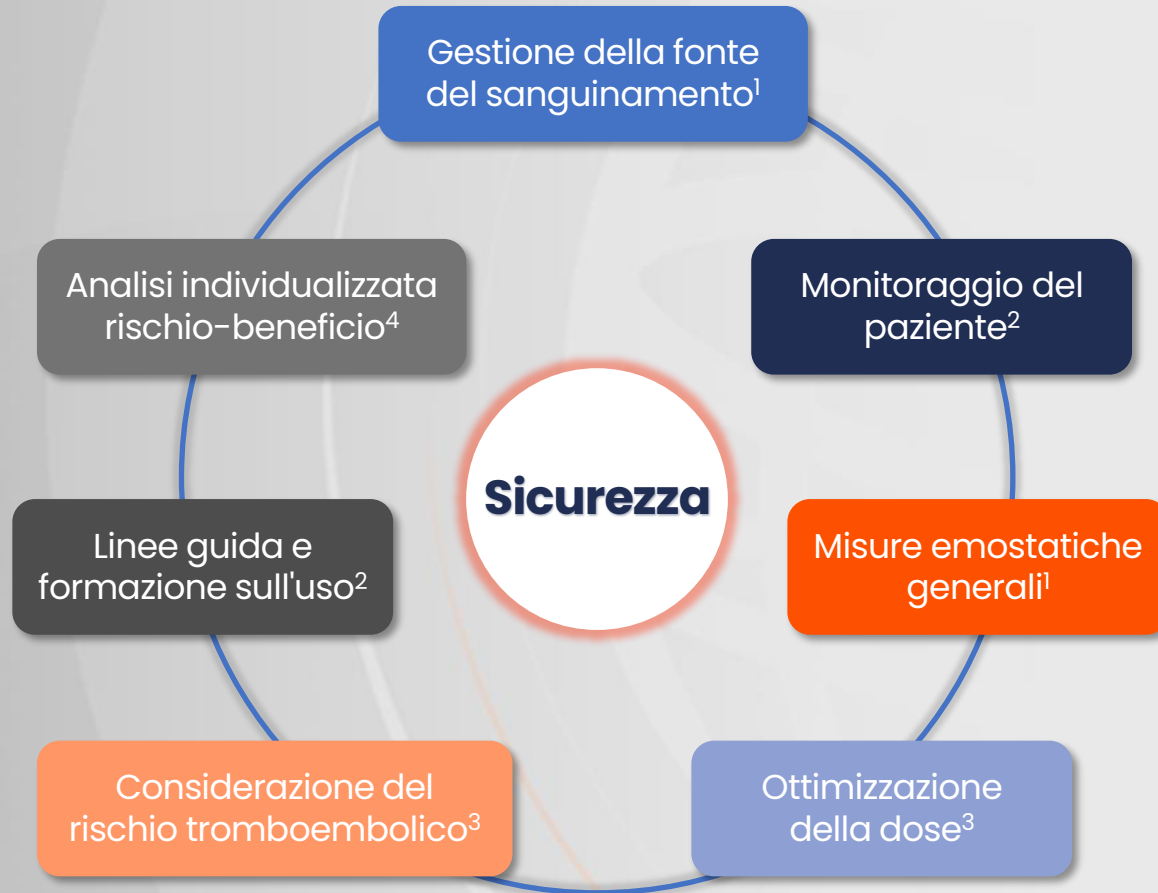 Gestione della fonte
del sanguinamento¹
Analisi individualizzata
rischio-beneficio⁴
Monitoraggio del
paziente²
Sicurezza
Linee guida e
formazione sull'uso²
Misure emostatiche
generali¹
Considerazione del
rischio tromboembolico³
Ottimizzazione
della dose³